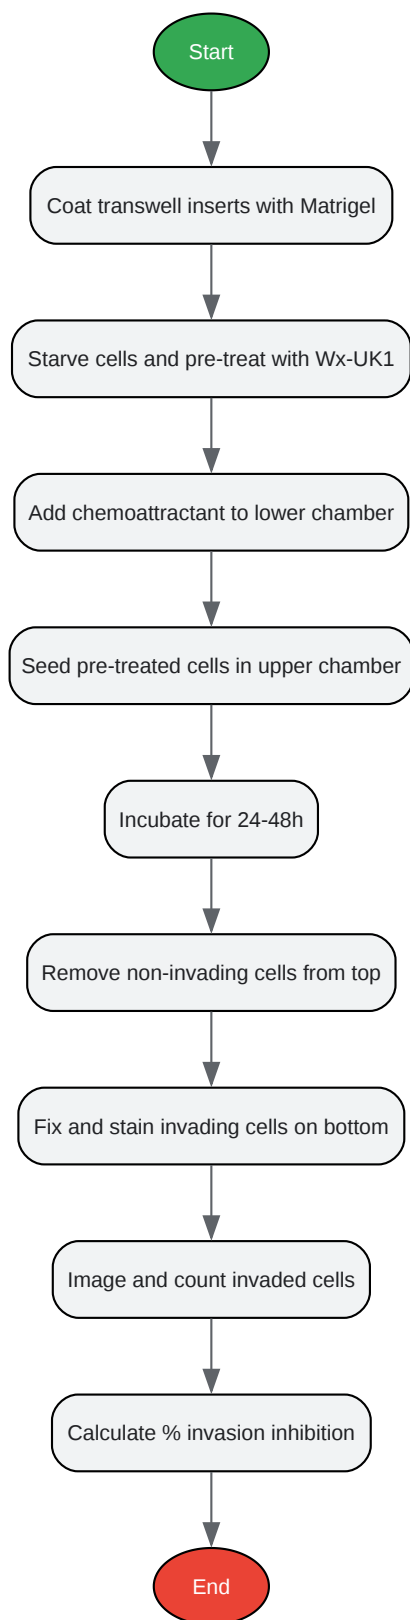 Start
Coat transwell inserts with Matrigel
Starve cells and pre-treat with Wx-UK1
Add chemoattractant to lower chamber
Seed pre-treated cells in upper chamber
Incubate for 24-48h
Remove non-invading cells from top
Fix and stain invading cells on bottom
Image and count invaded cells
Calculate % invasion inhibition
End